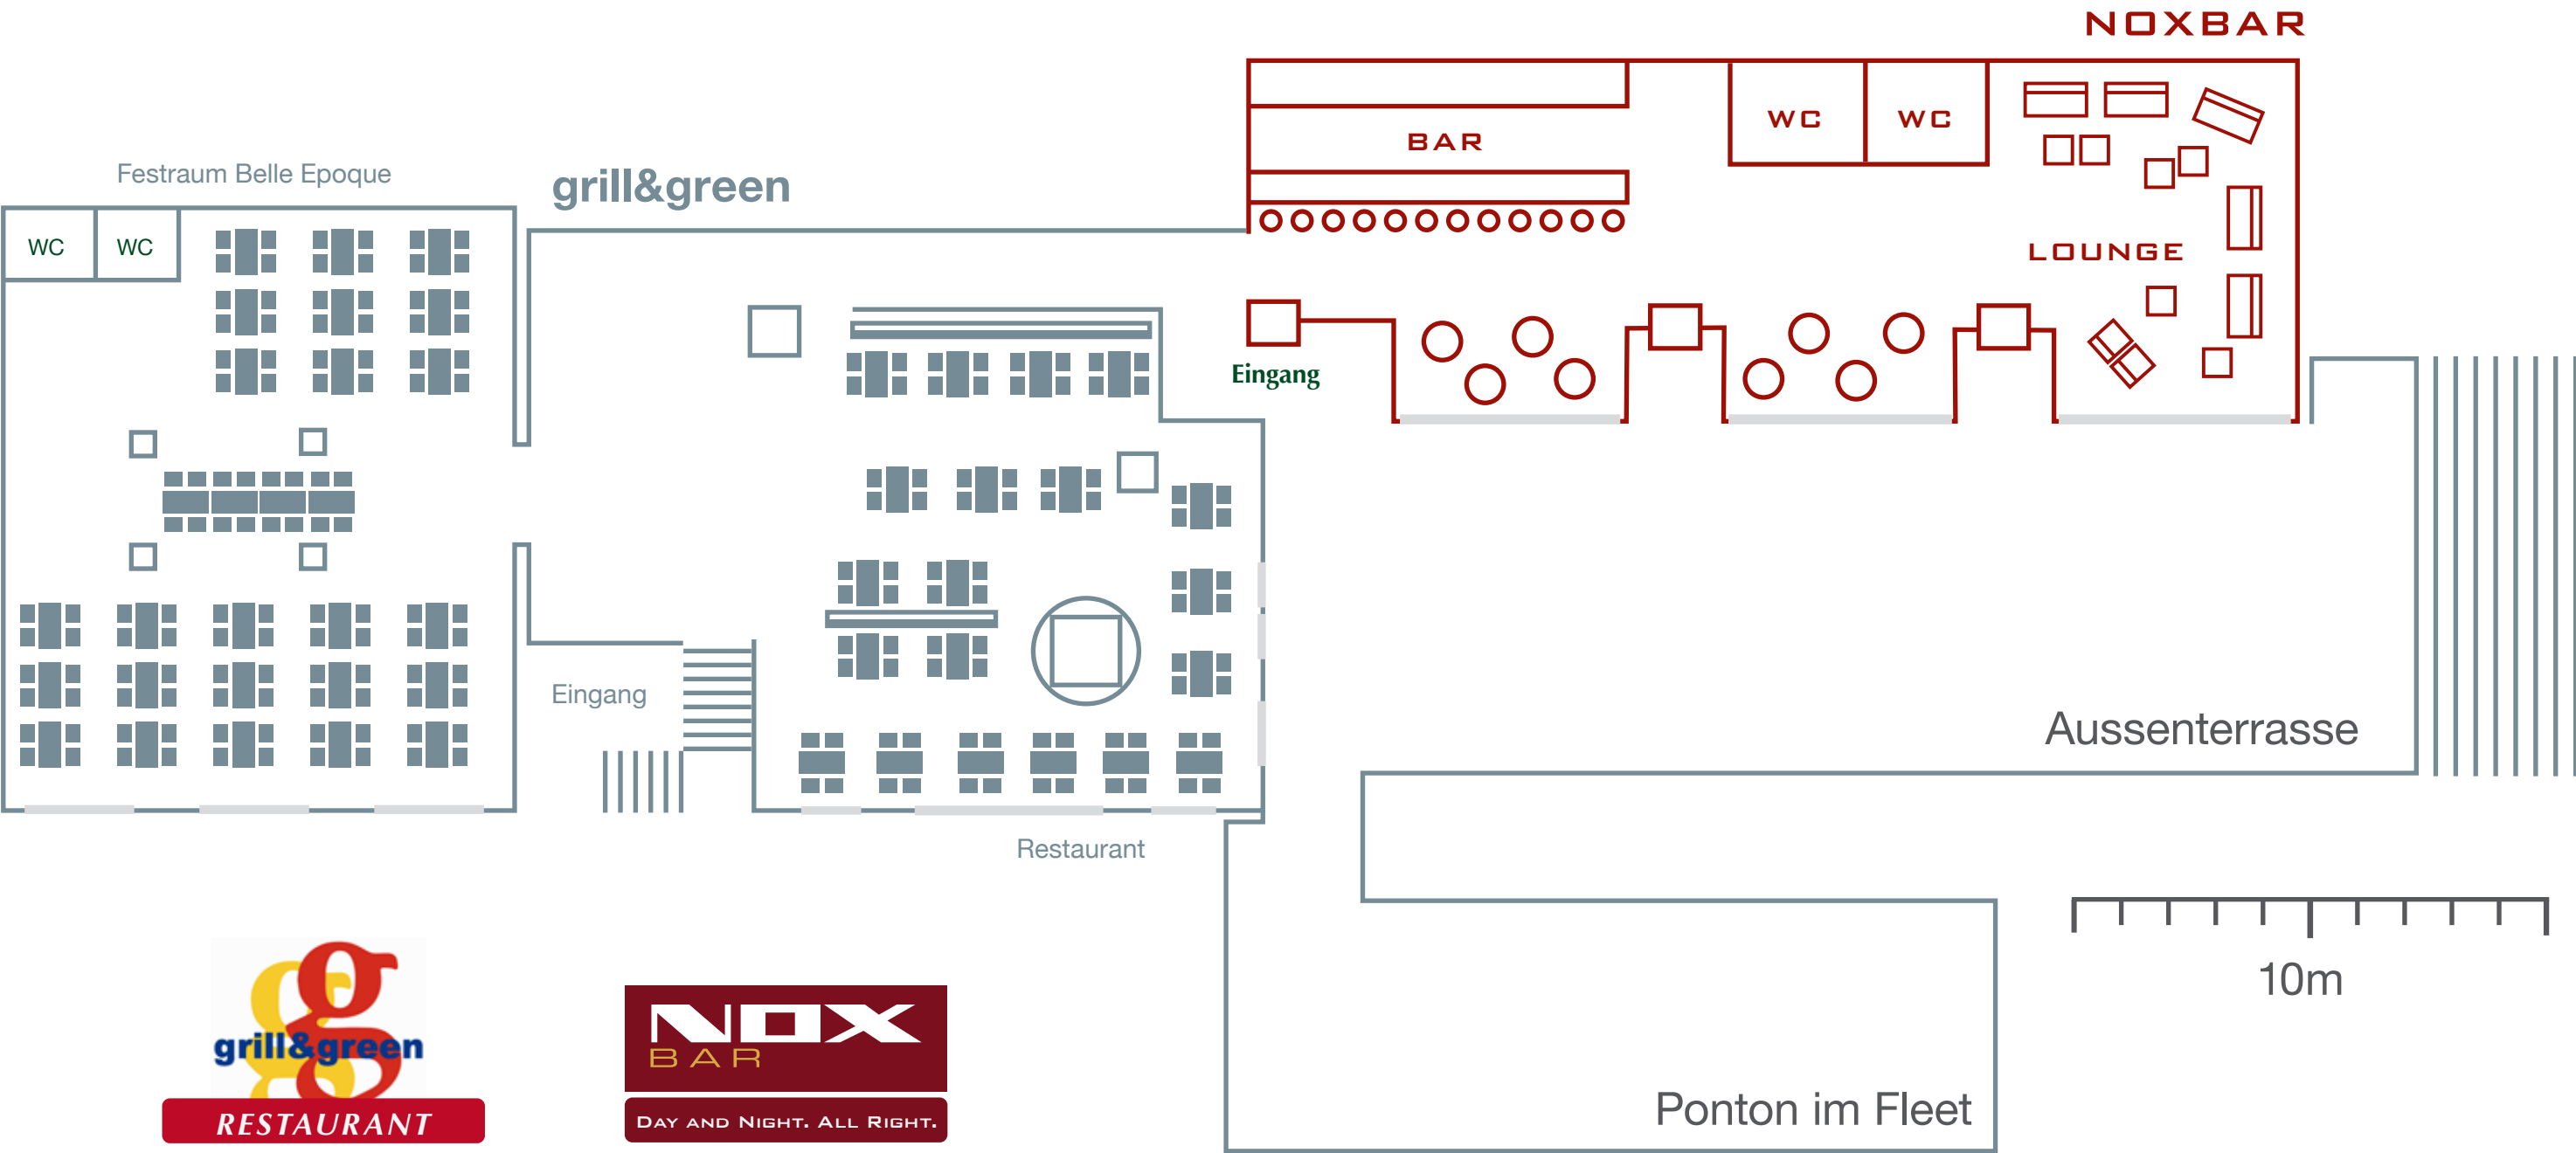 NOXBAR
BAR
WC
WC
LOUNGE
Eingang
Festraum Belle Epoque
grill&green
WC
WC
Eingang
Restaurant
Aussenterrasse
Ponton im Fleet
10m
gg
grill&green
RESTAURANT
NOX
BAR
DAY AND NIGHT. ALL RIGHT.